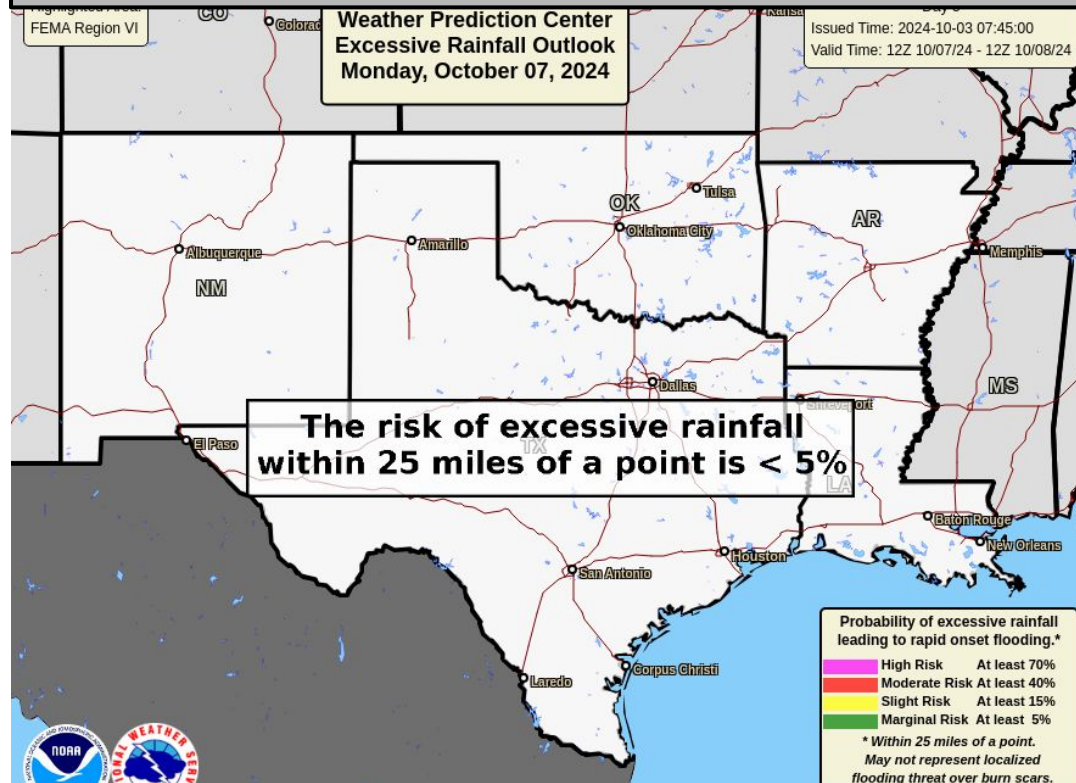 CO
Colorad
Kansa
Highlighted Area:
FEMA Region VI
Weather Prediction Center
Excessive Rainfall Outlook
Monday, October 07, 2024
Issued Time: 2024-10-03 07:45:00
Valid Time: 12Z 10/07/24 - 12Z 10/08/24
Tulsa
OK
Oklahoma City
AR
Albuquerque
Amarillo
Memphis
NM
Dallas
MS
Shreveport
The risk of excessive rainfall
within 25 miles of a point is < 5%
TX
LA
El Paso
Baton Rouge
New Orleans
Houston
San Antonio
Corpus Christi
Laredo
Probability of excessive rainfall
leading to rapid onset flooding.*
High Risk At least 70%
Moderate Risk At least 40%
Slight Risk At least 15%
Marginal Risk At least 5%
* Within 25 miles of a point.
May not represent localized
flooding threat over burn scars.
NOAA